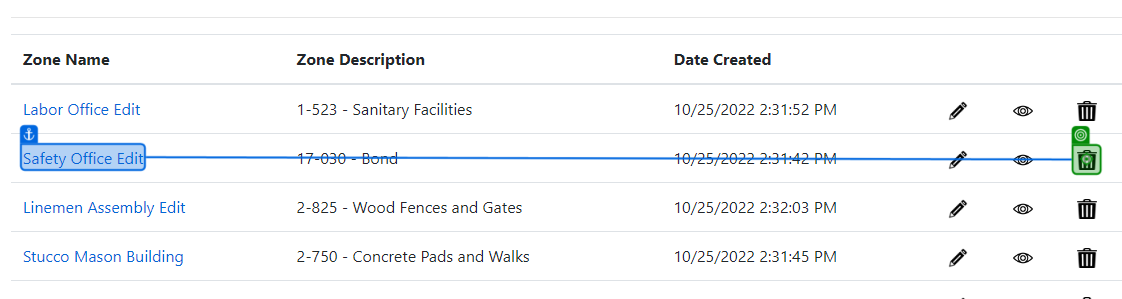 Zone Name Zone Description Date Created
Labor Office Edit 1-523 - Sanitary Facilities 10/25/2022 2:31:52 PM
Safety Office Edit 17-030 - Bond 10/25/2022 2:31:42 PM
Linemen Assembly Edit 2-825 - Wood Fences and Gates 10/25/2022 2:32:03 PM
Stucco Mason Building 2-750 - Concrete Pads and Walks 10/25/2022 2:31:45 PM